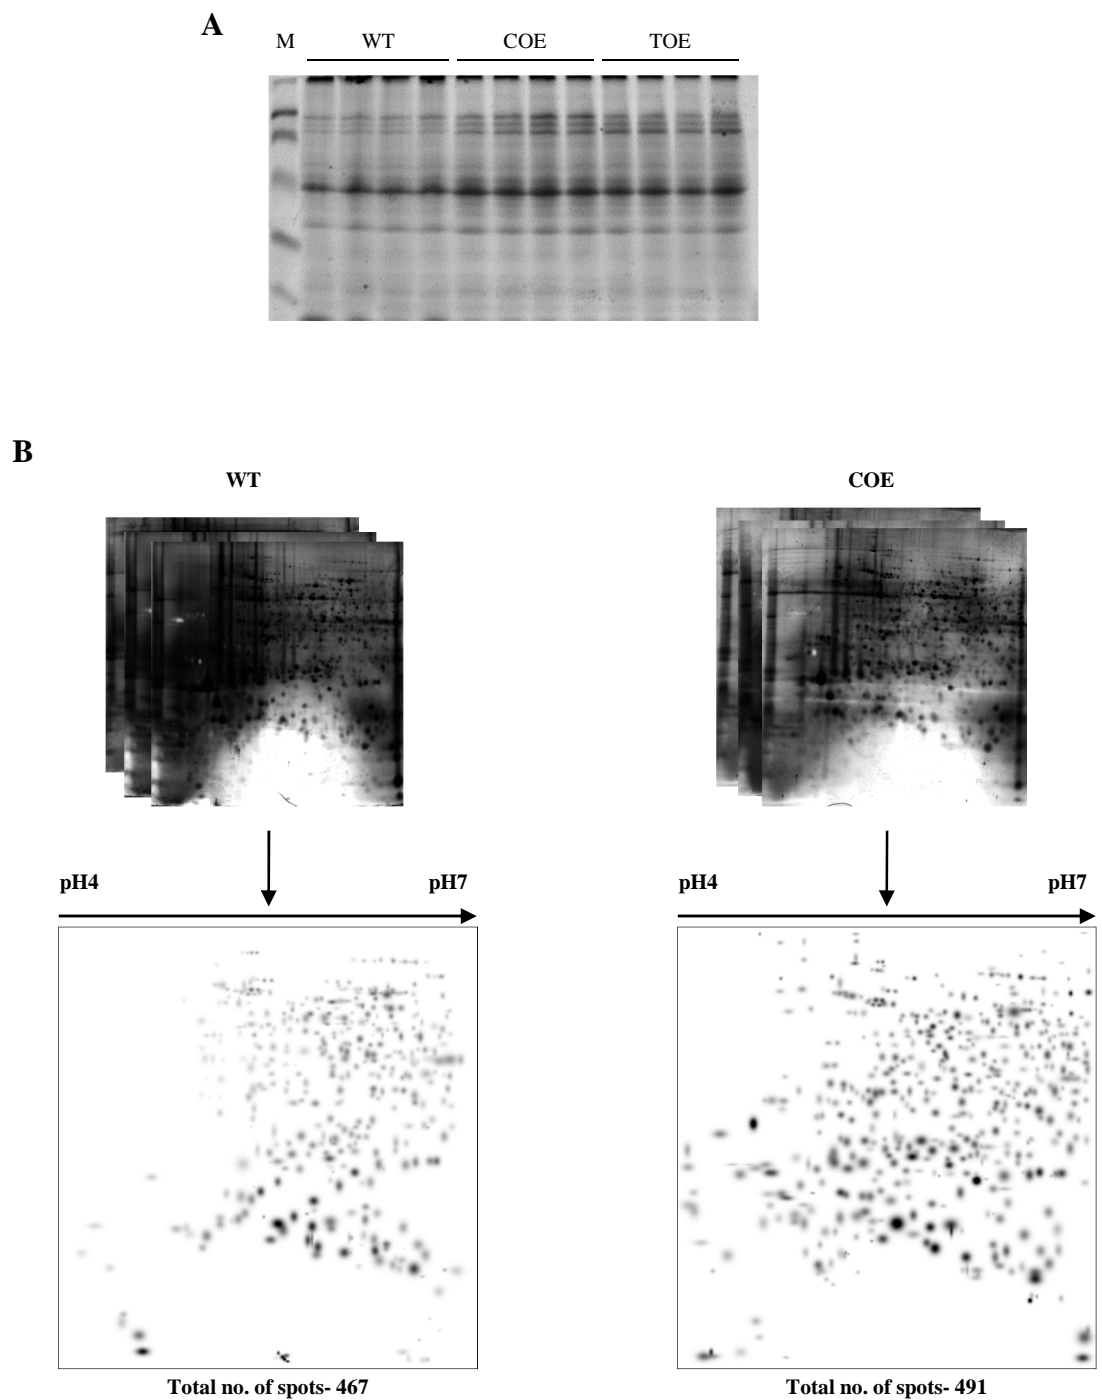 A
M WT COE TOE
B
WT COE
pH4 pH7 pH4 pH7
Total no. of spots- 467 Total no. of spots- 491